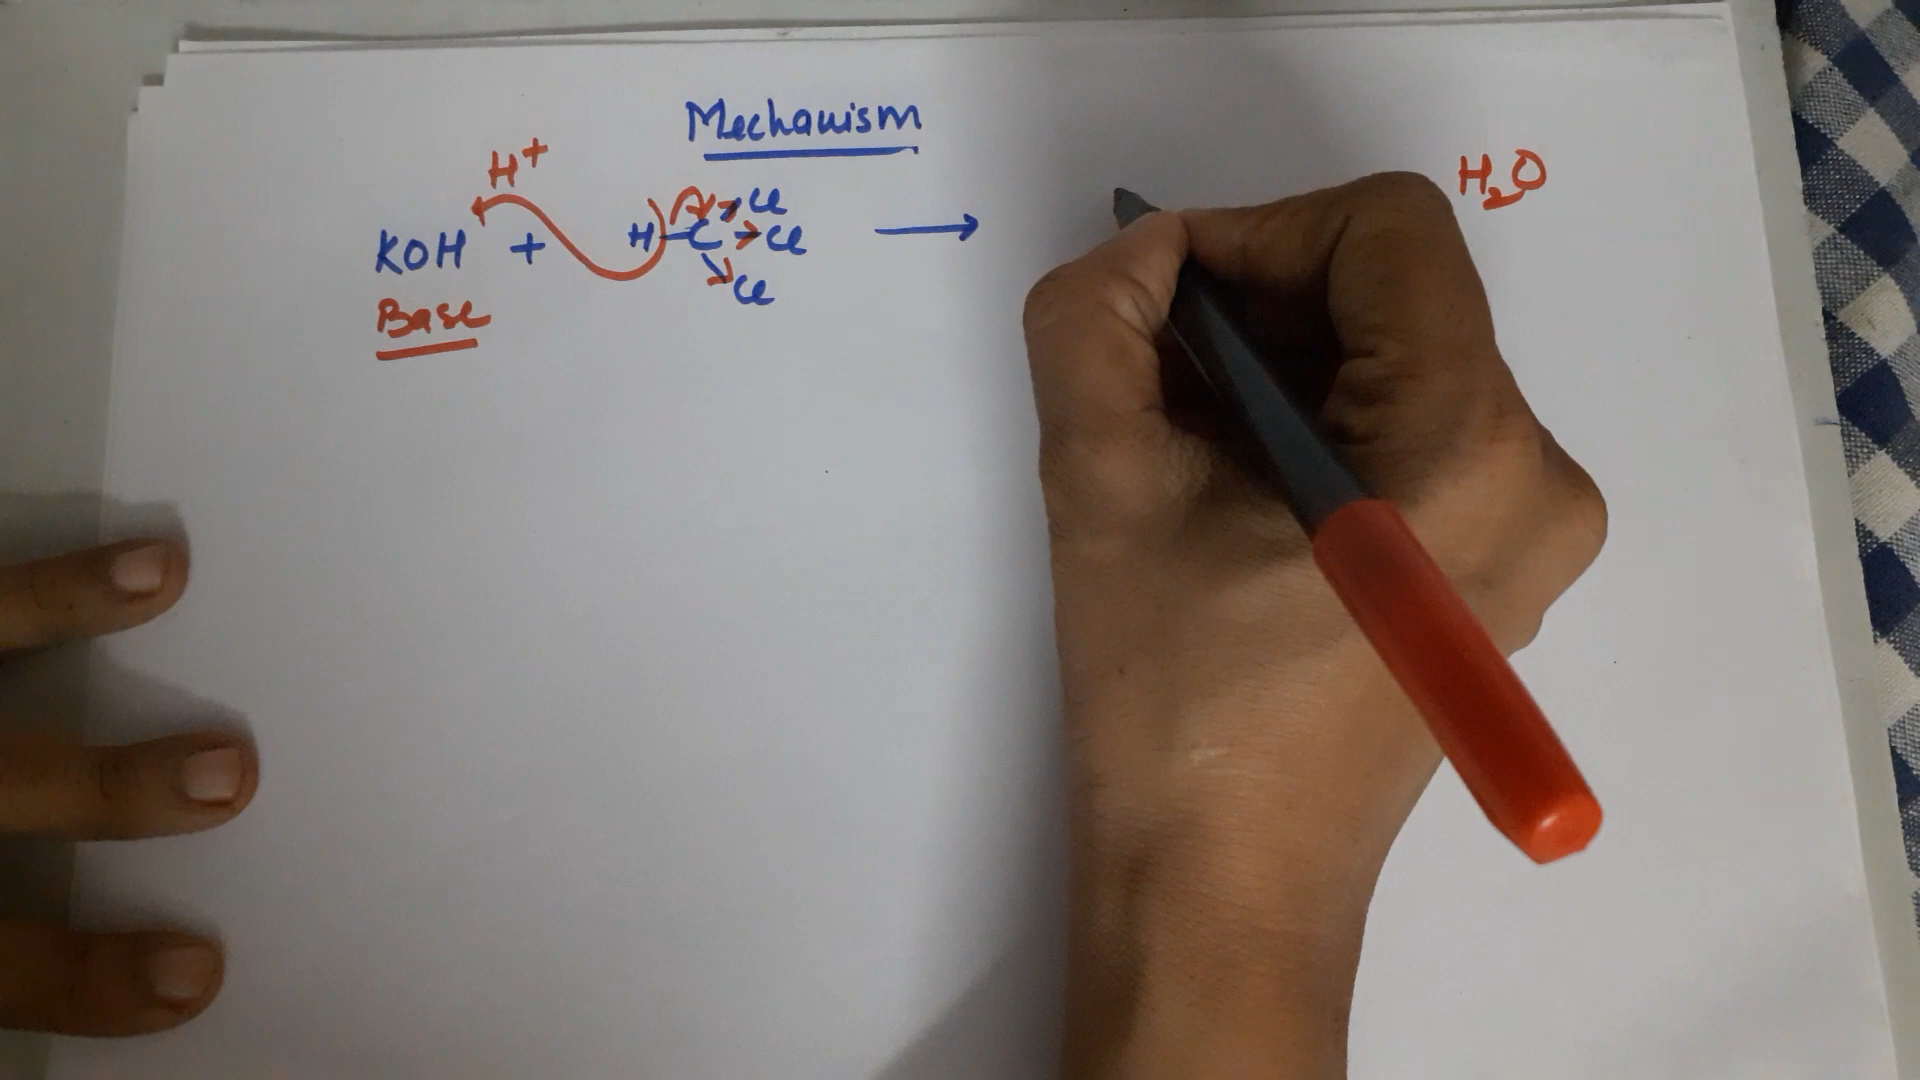 Mechanism
H+
H2O
KOH + H-C
Cl
Cl
Cl
→
Base